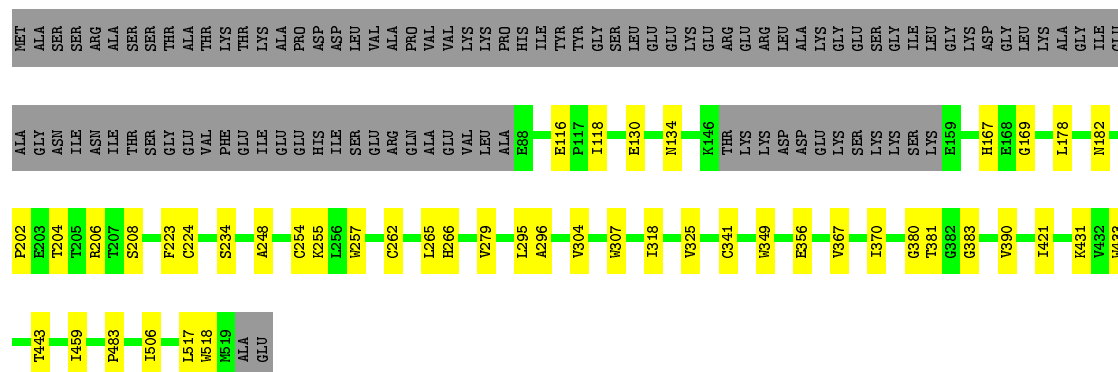 MET ALA SER SER ARG ALA SER SER THR ALA THR LYS THR LYS ALA PRO ASP ASP LEU VAL ALA PRO VAL VAL LYS LYS PRO HIS ILE TYR TYR GLY SER LEU GLU GLU LYS GLU ARG GLU ARG LEU ALA LYS GLY GLU SER GLY ILE LEU GLY LYS ASP GLY LEU LYS ALA GLY ILE GLU
ALA GLY ASN ILE ASN ILE THR SER GLY GLU VAL PHE GLU ILE GLU GLU HIS ILE SER GLU ARG GLN ALA GLU VAL LEU ALA E88 E116 P117 I118 E130 N134 K146 THR LYS LYS ASP ASP GLU LYS SER LYS LYS SER LYS E159 H167 E168 G169 L178 N182
P202 E203 T204 T205 R206 T207 S208 F223 C224 S234 A248 C254 K255 L256 W257 C262 L265 H266 V279 L295 A296 V304 W307 I318 V325 C341 W349 E356 V367 I370 G380 T381 G382 G383 V390 I421 K431 V432 W433
T443 I459 P483 I506 L517 W518 M519 ALA GLU